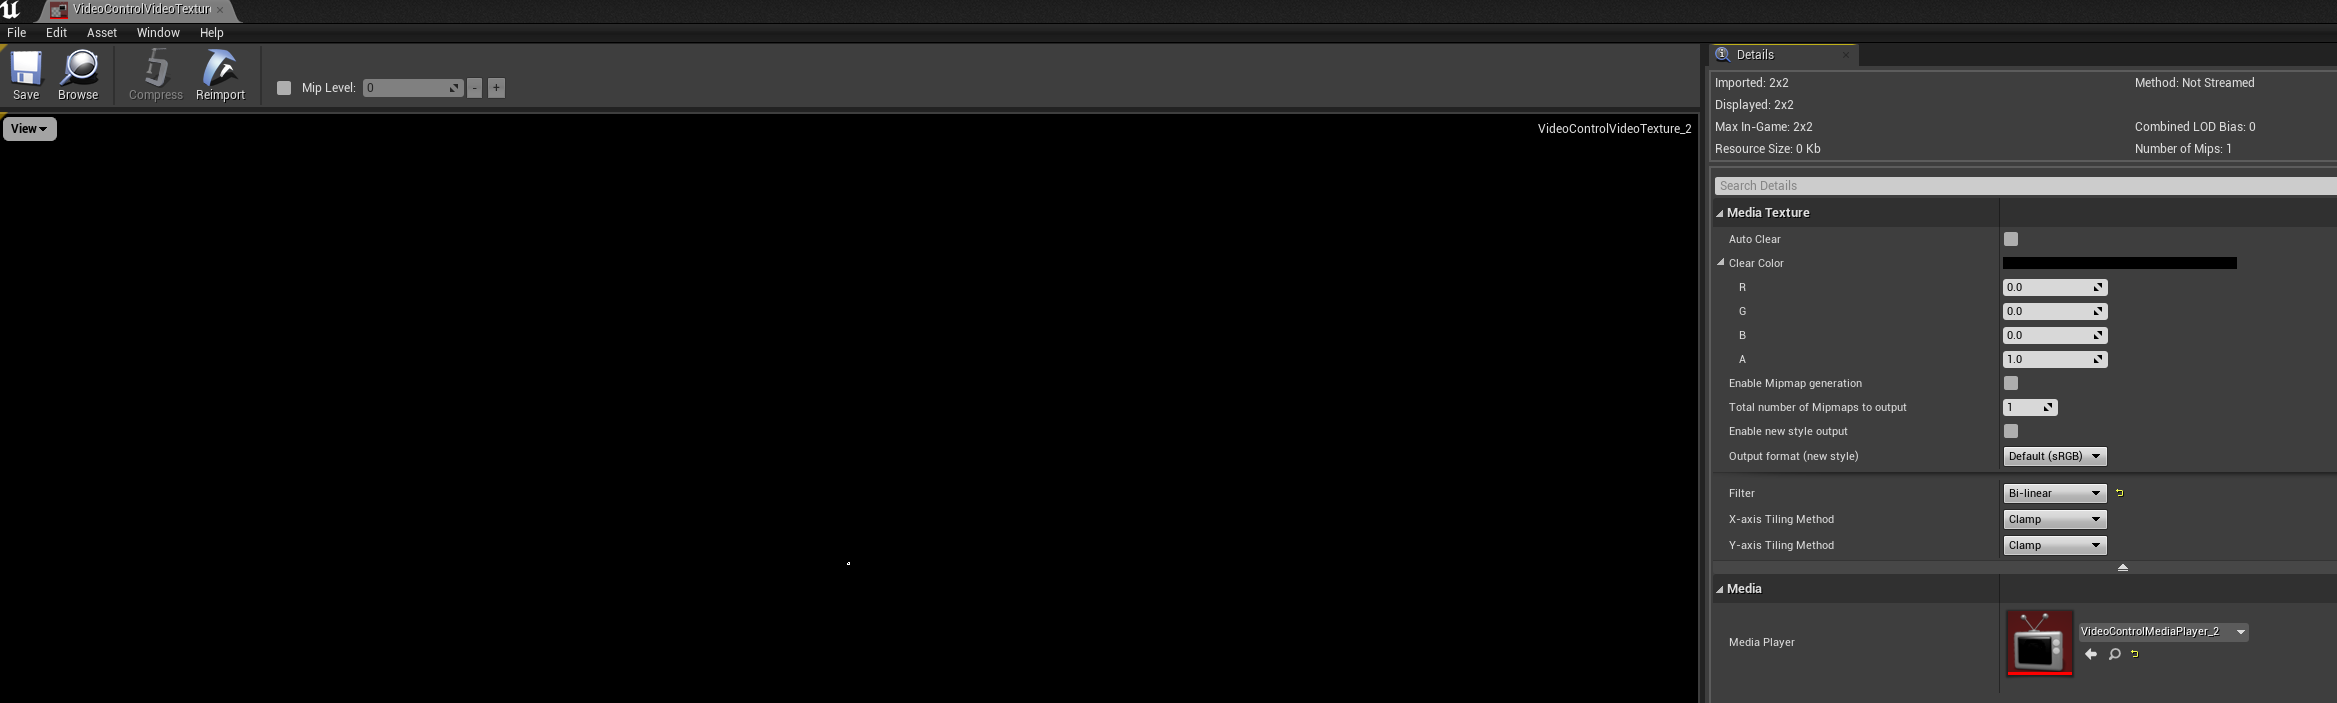 VideoControlVideoTextur
File Edit Asset Window Help
Save Browse Compress Reimport Mip Level: 0 - +
View
VideoControlVideoTexture_2
Details
Imported: 2x2 Method: Not Streamed
Displayed: 2x2
Max In-Game: 2x2 Combined LOD Bias: 0
Resource Size: 0 Kb Number of Mips: 1
Search Details
Media Texture
Auto Clear
Clear Color
R 0.0
G 0.0
B 0.0
A 1.0
Enable Mipmap generation
Total number of Mipmaps to output 1
Enable new style output
Output format (new style) Default (sRGB)
Filter Bi-linear
X-axis Tiling Method Clamp
Y-axis Tiling Method Clamp
Media
Media Player VideoControlMediaPlayer_2